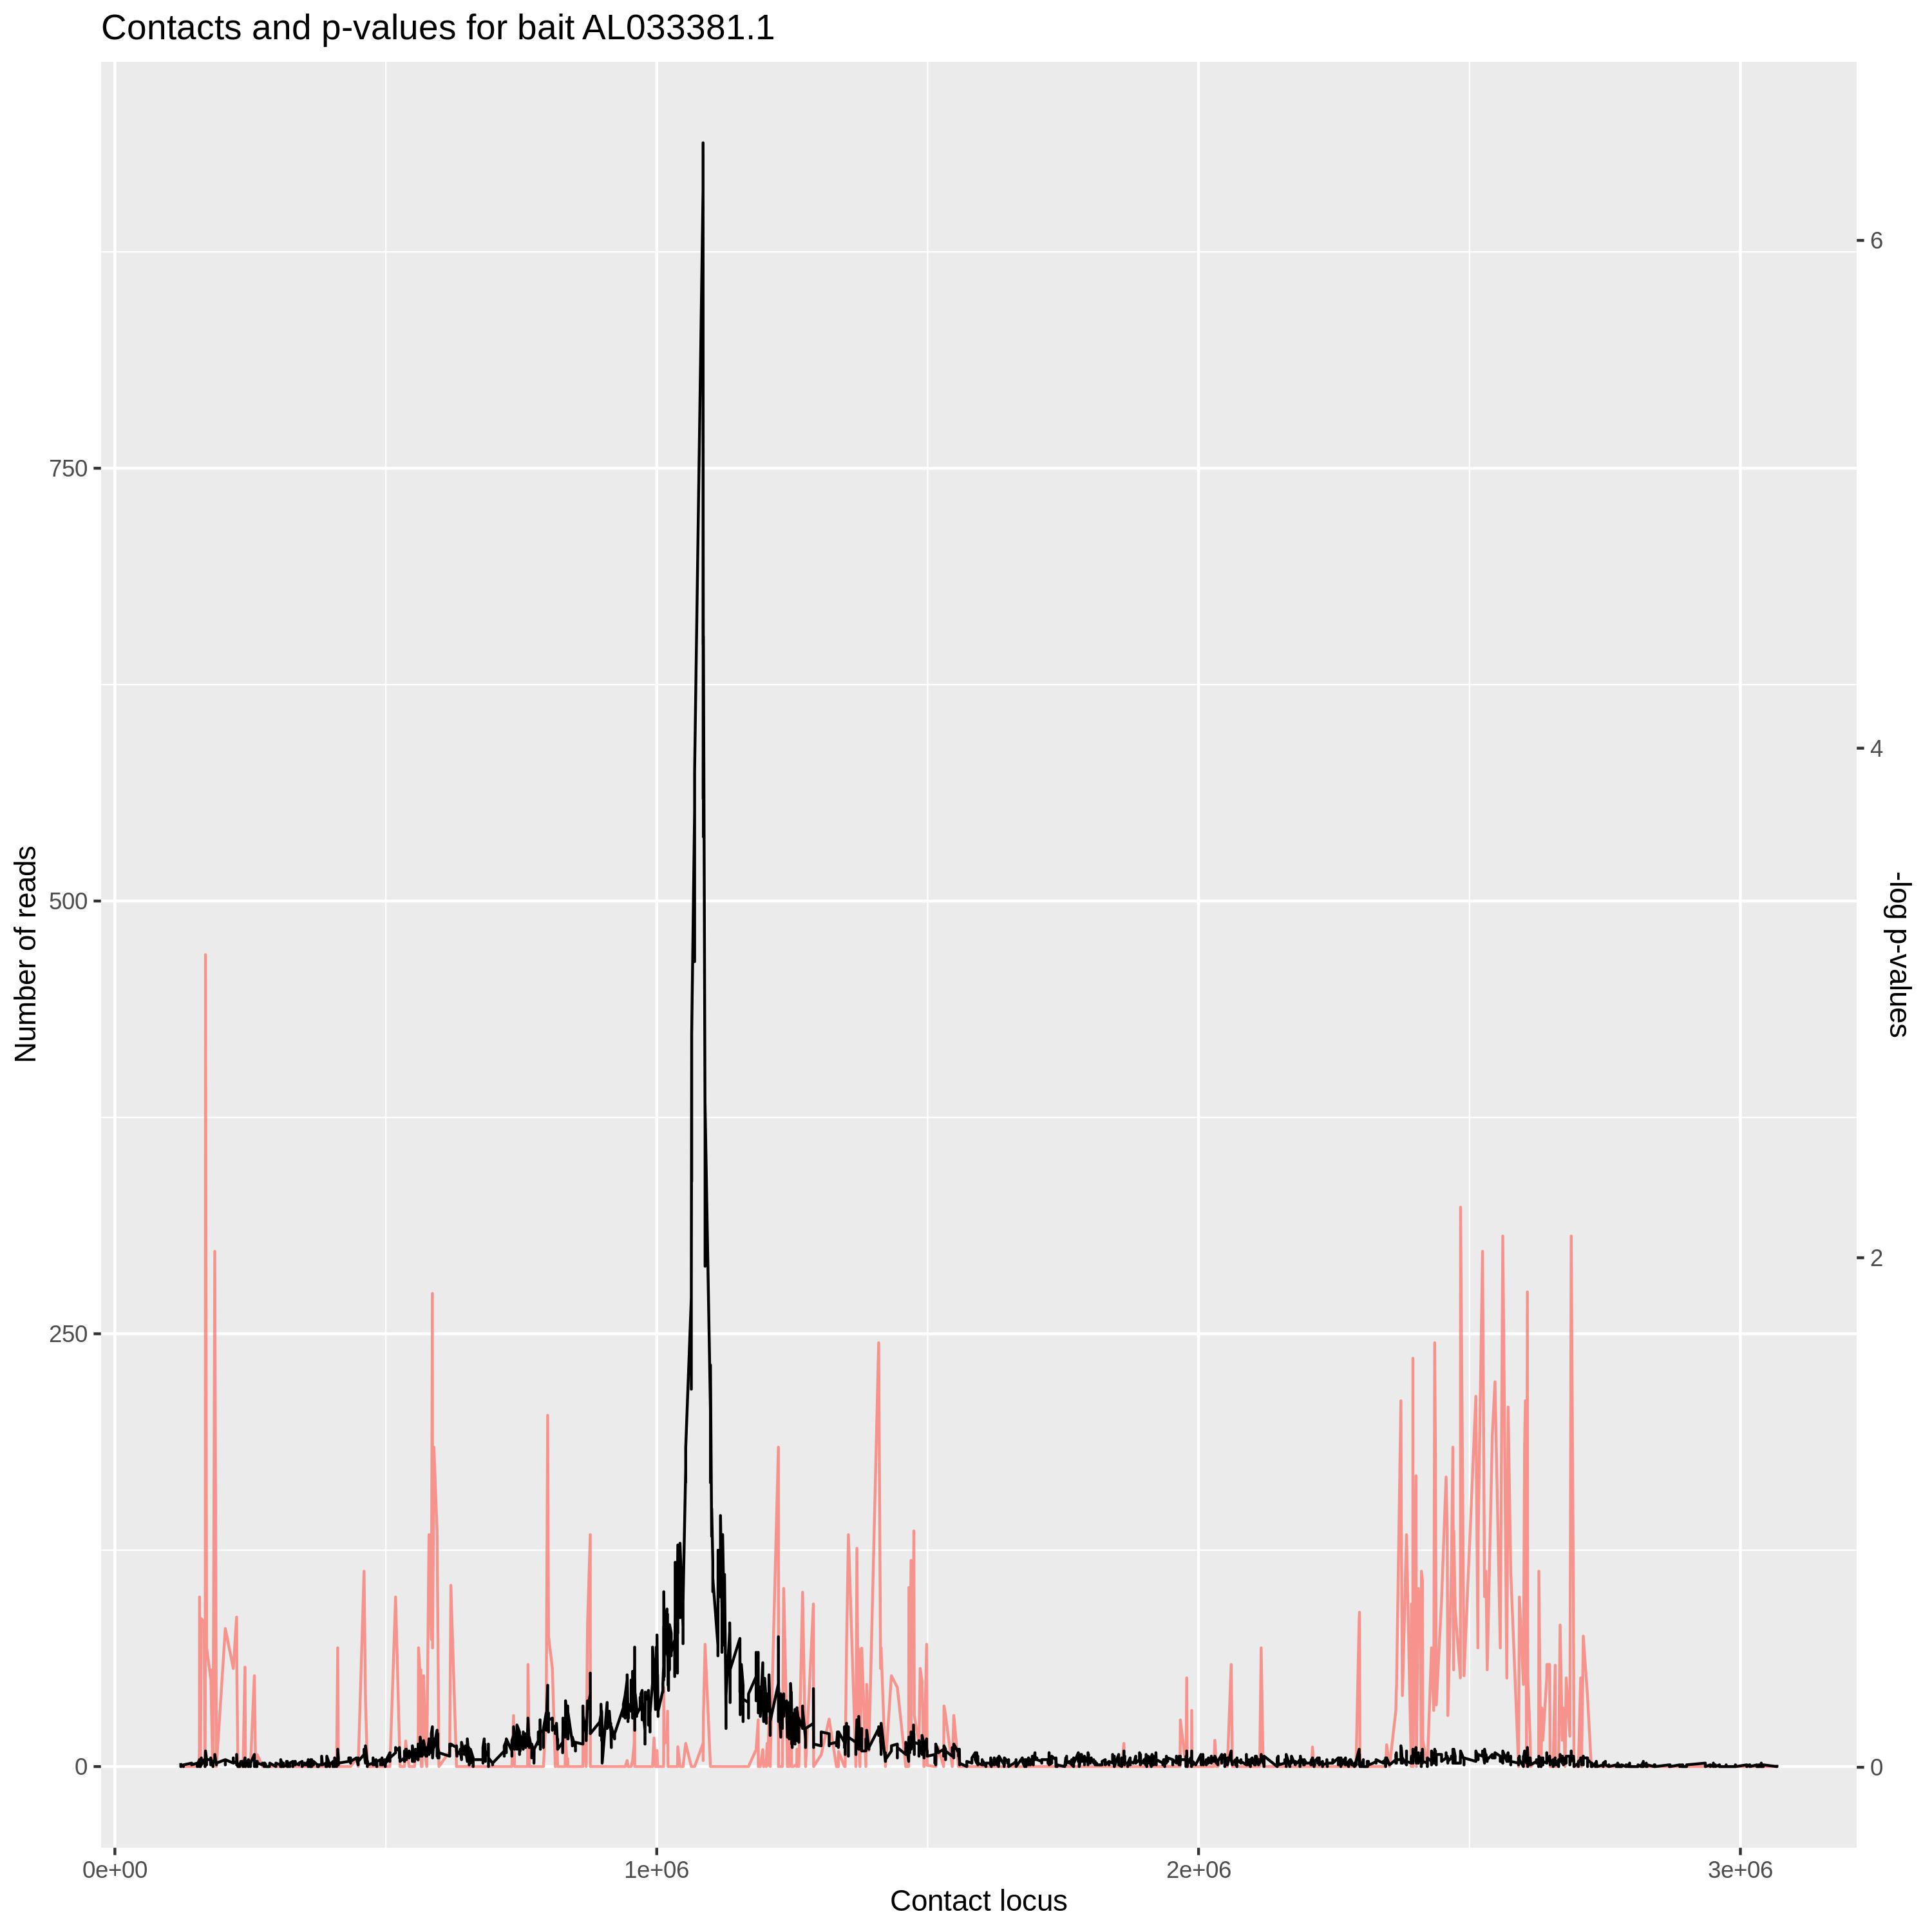 Contacts and p-values for bait AL033381.1
Number of reads
750
500
250
0
6
4
2
0
-log p-values
0e+00
1e+06
2e+06
3e+06
Contact locus